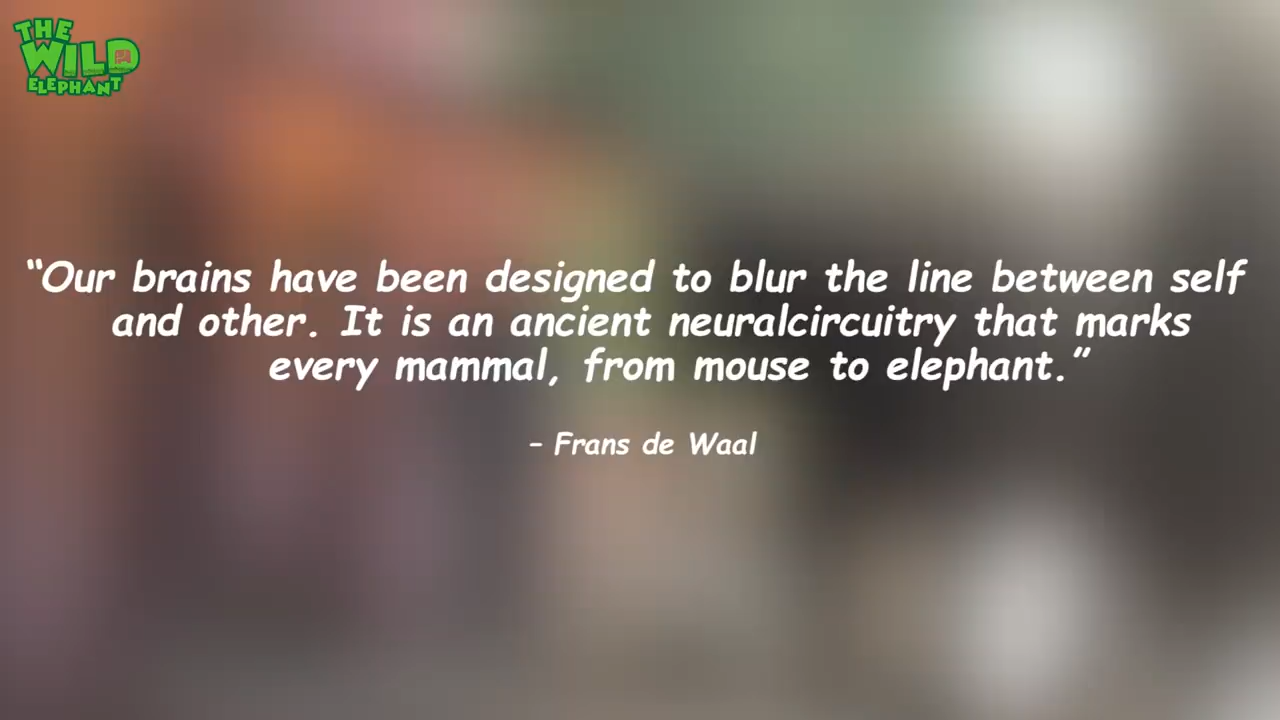 THE
WILD
ELEPHANT
“Our brains have been designed to blur the line between self
and other. It is an ancient neuralcircuitry that marks
every mammal, from mouse to elephant.”
– Frans de Waal